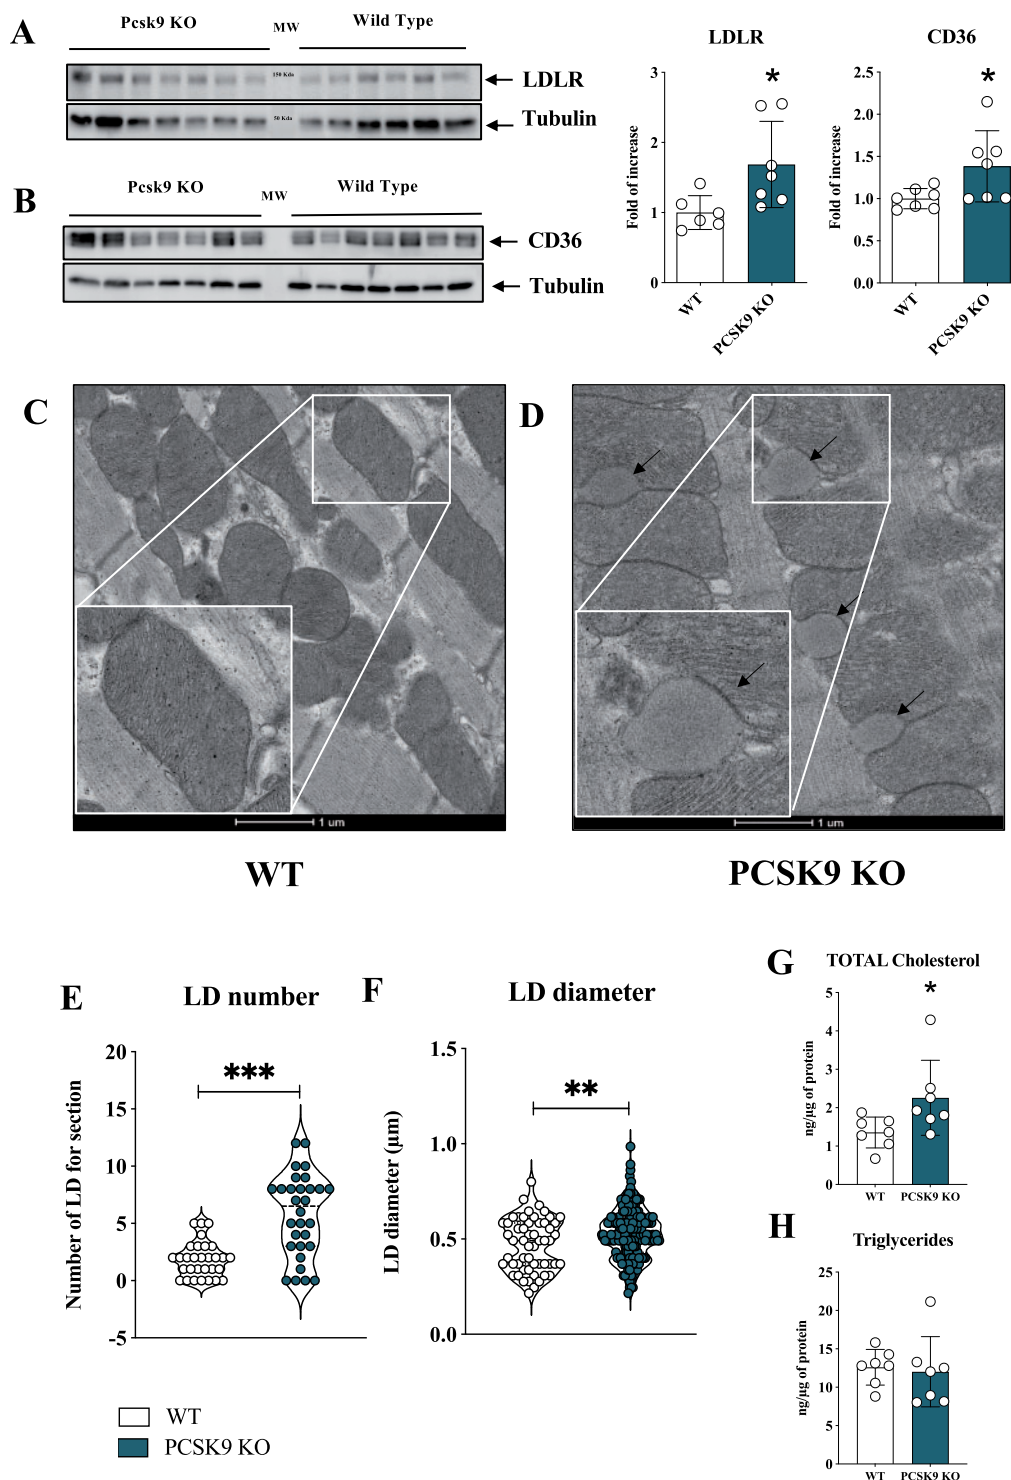 A
Pcsk9 KO
MW
Wild Type
150 Kda
LDLR
50 Kda
Tubulin
B
Pcsk9 KO
MW
Wild Type
CD36
Tubulin
LDLR
Fold of increase
3
2
1
0
*
WT
PCSK9 KO
CD36
Fold of increase
2.5
2.0
1.5
1.0
0.5
0.0
*
WT
PCSK9 KO
C
1 um
WT
D
1 um
PCSK9 KO
E
LD number
Number of LD for section
20
15
10
5
0
-5
***
F
LD diameter
LD diameter (µm)
1.5
1.0
0.5
0.0
**
WT
PCSK9 KO
G
TOTAL Cholesterol
ng/µg of protein
5
4
3
2
1
0
*
WT
PCSK9 KO
H
Triglycerides
ng/µg of protein
25
20
15
10
5
0
WT
PCSK9 KO